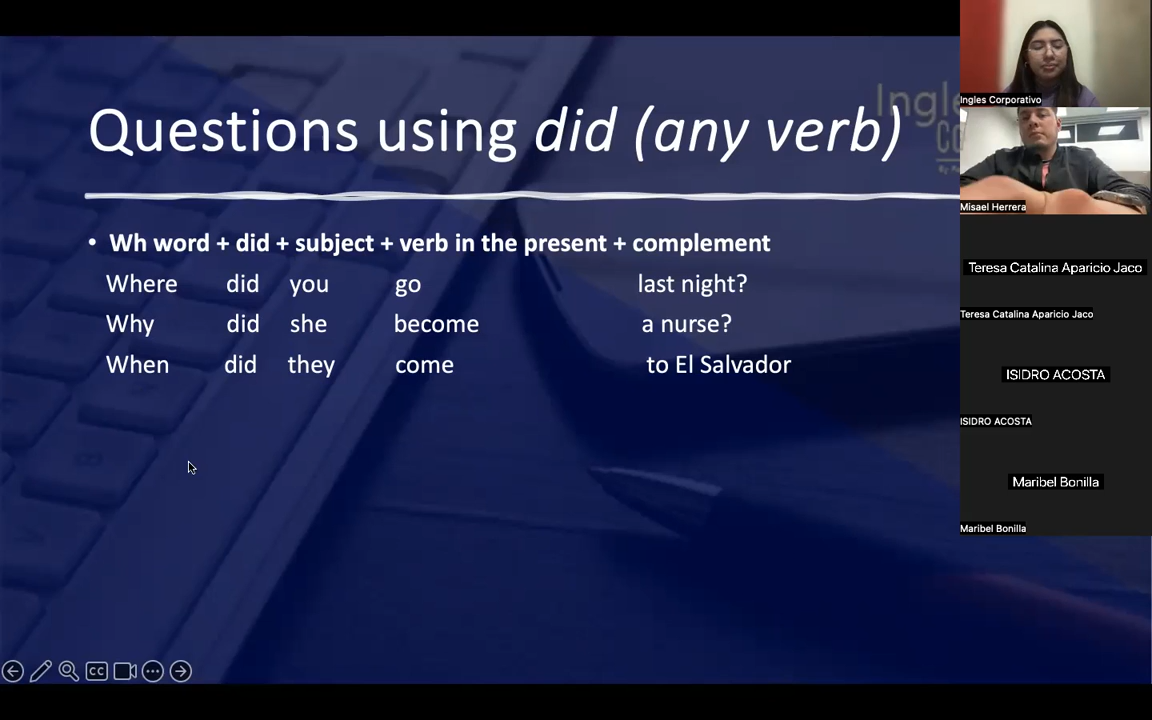 Questions using did (any verb)
• Wh word + did + subject + verb in the present + complement
Where did you go last night?
Why did she become a nurse?
When did they come to El Salvador
Ingles Corporativo
Misael Herrera
Teresa Catalina Aparicio Jaco
Teresa Catalina Aparicio Jaco
ISIDRO ACOSTA
ISIDRO ACOSTA
Maribel Bonilla
Maribel Bonilla
CC